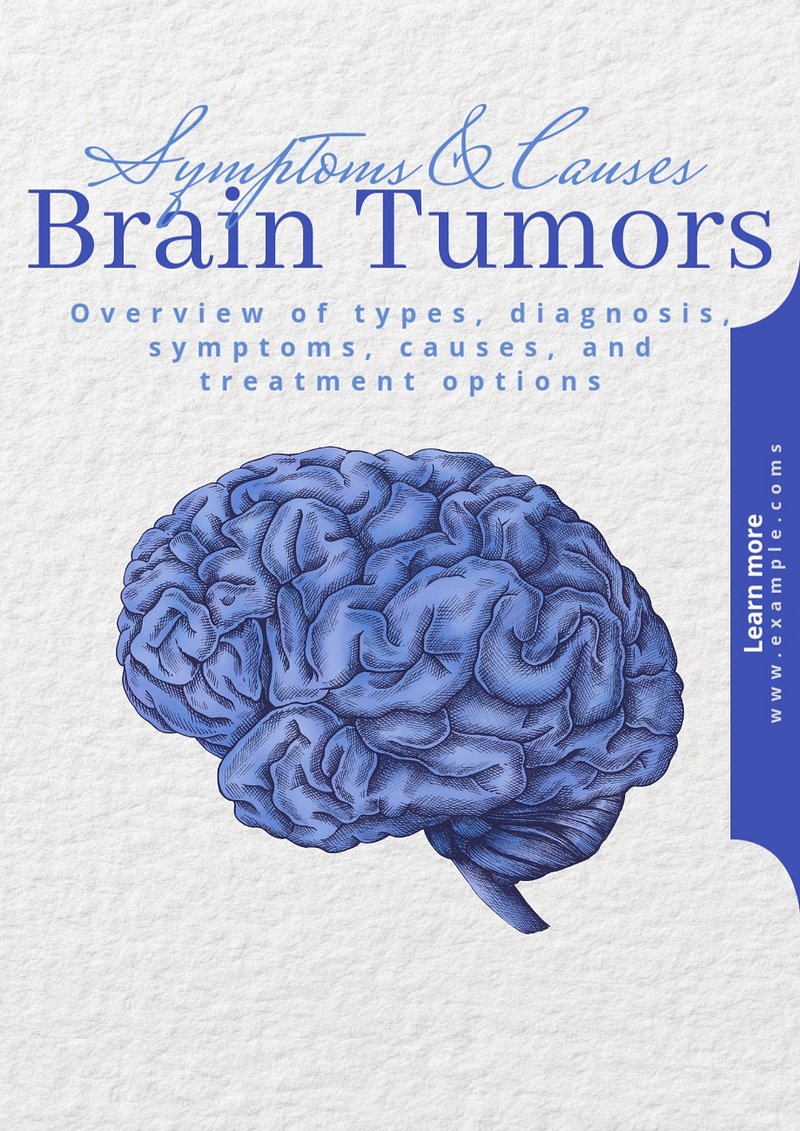 Symptoms & Causes
Brain Tumors
Overview of types, diagnosis,
symptoms, causes, and
treatment options
Learn more
www.example.coms